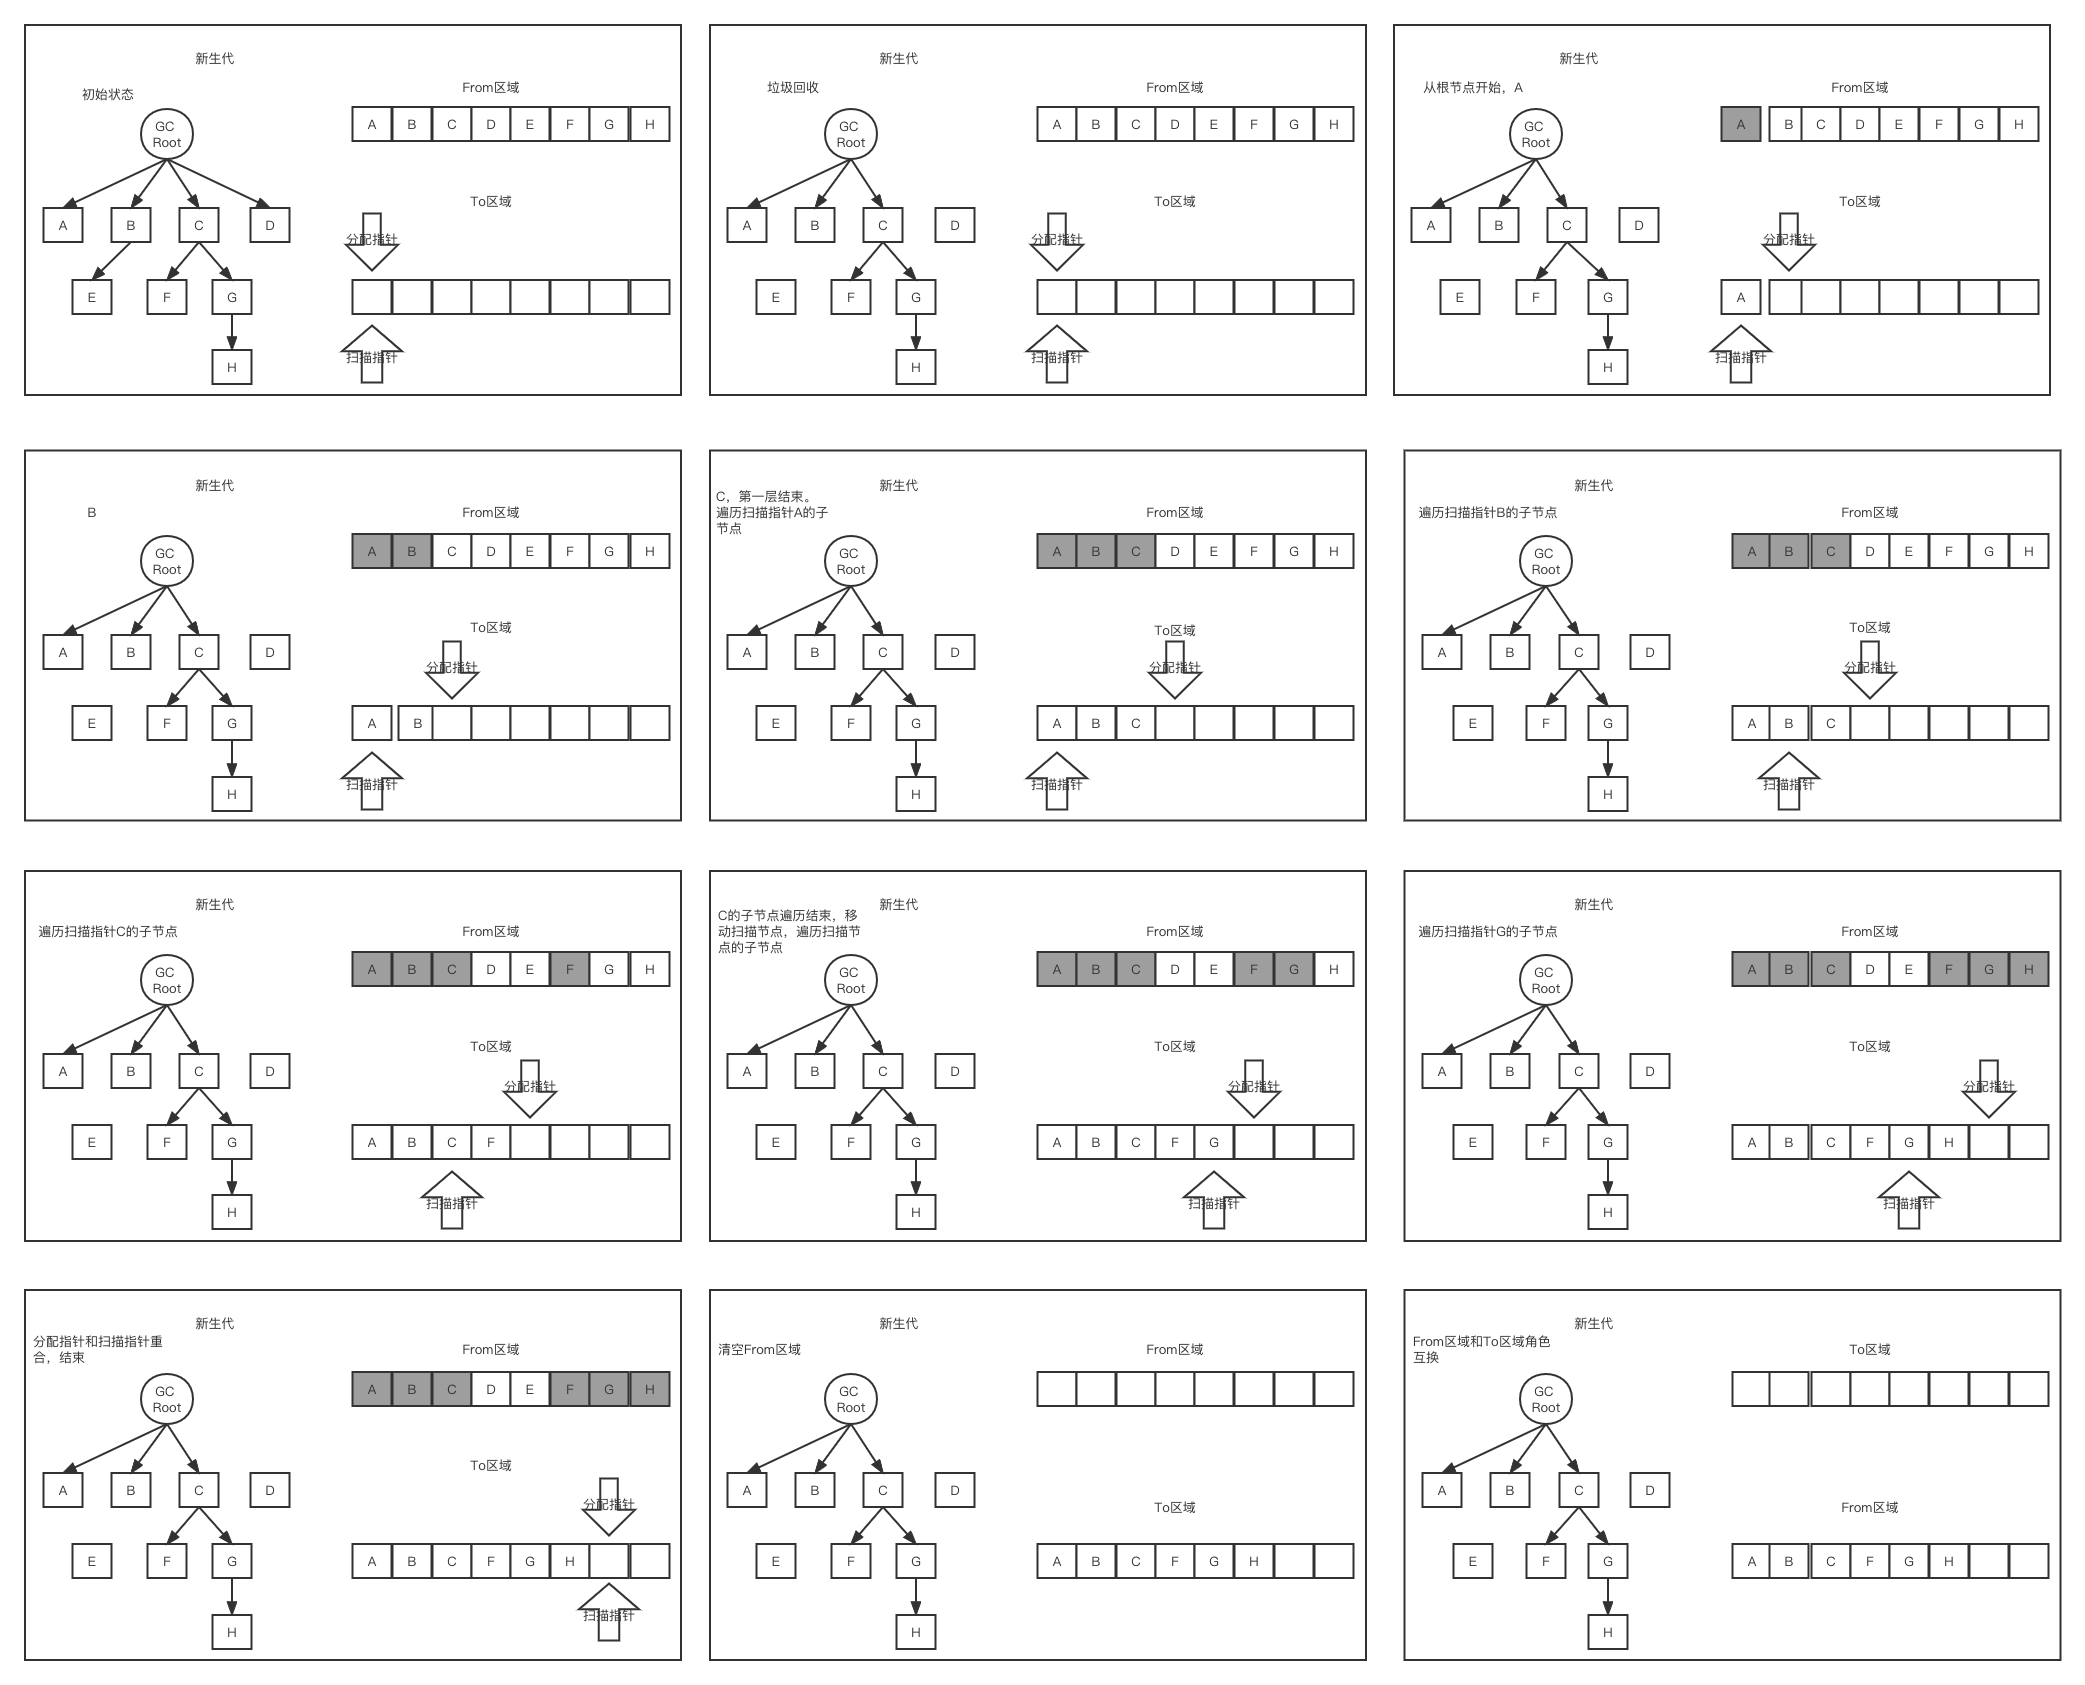 新生代
初始状态
From区域
GC
Root
A B C D E F G H
To区域
A B C D
分配指针
E F G
扫描指针
H
新生代
垃圾回收
From区域
GC
Root
A B C D E F G H
To区域
A B C D
分配指针
E F G
扫描指针
H
新生代
从根节点开始，A
From区域
GC
Root
A B C D E F G H
To区域
A B C D
分配指针
E F G
A
扫描指针
H
新生代
B
From区域
GC
Root
A B C D E F G H
To区域
A B C D
分配指针
E F G
A B
扫描指针
H
新生代
C，第一层结束。
遍历扫描指针A的子
节点
From区域
GC
Root
A B C D E F G H
To区域
A B C D
分配指针
E F G
A B C
扫描指针
H
新生代
遍历扫描指针B的子节点
From区域
GC
Root
A B C D E F G H
To区域
A B C D
分配指针
E F G
A B C
扫描指针
H
新生代
遍历扫描指针C的子节点
From区域
GC
Root
A B C D E F G H
To区域
A B C D
分配指针
E F G
A B C F
扫描指针
H
新生代
C的子节点遍历结束，移
动扫描节点，遍历扫描节
点的子节点
From区域
GC
Root
A B C D E F G H
To区域
A B C D
分配指针
E F G
A B C F G
扫描指针
H
新生代
遍历扫描指针G的子节点
From区域
GC
Root
A B C D E F G H
To区域
A B C D
分配指针
E F G
A B C F G H
扫描指针
H
新生代
分配指针和扫描指针重
合，结束
From区域
GC
Root
A B C D E F G H
To区域
A B C D
分配指针
E F G
A B C F G H
扫描指针
H
新生代
清空From区域
From区域
GC
Root
A B C D
To区域
E F G
A B C F G H
H
新生代
From区域和To区域角色
互换
To区域
GC
Root
A B C D
From区域
E F G
A B C F G H
H